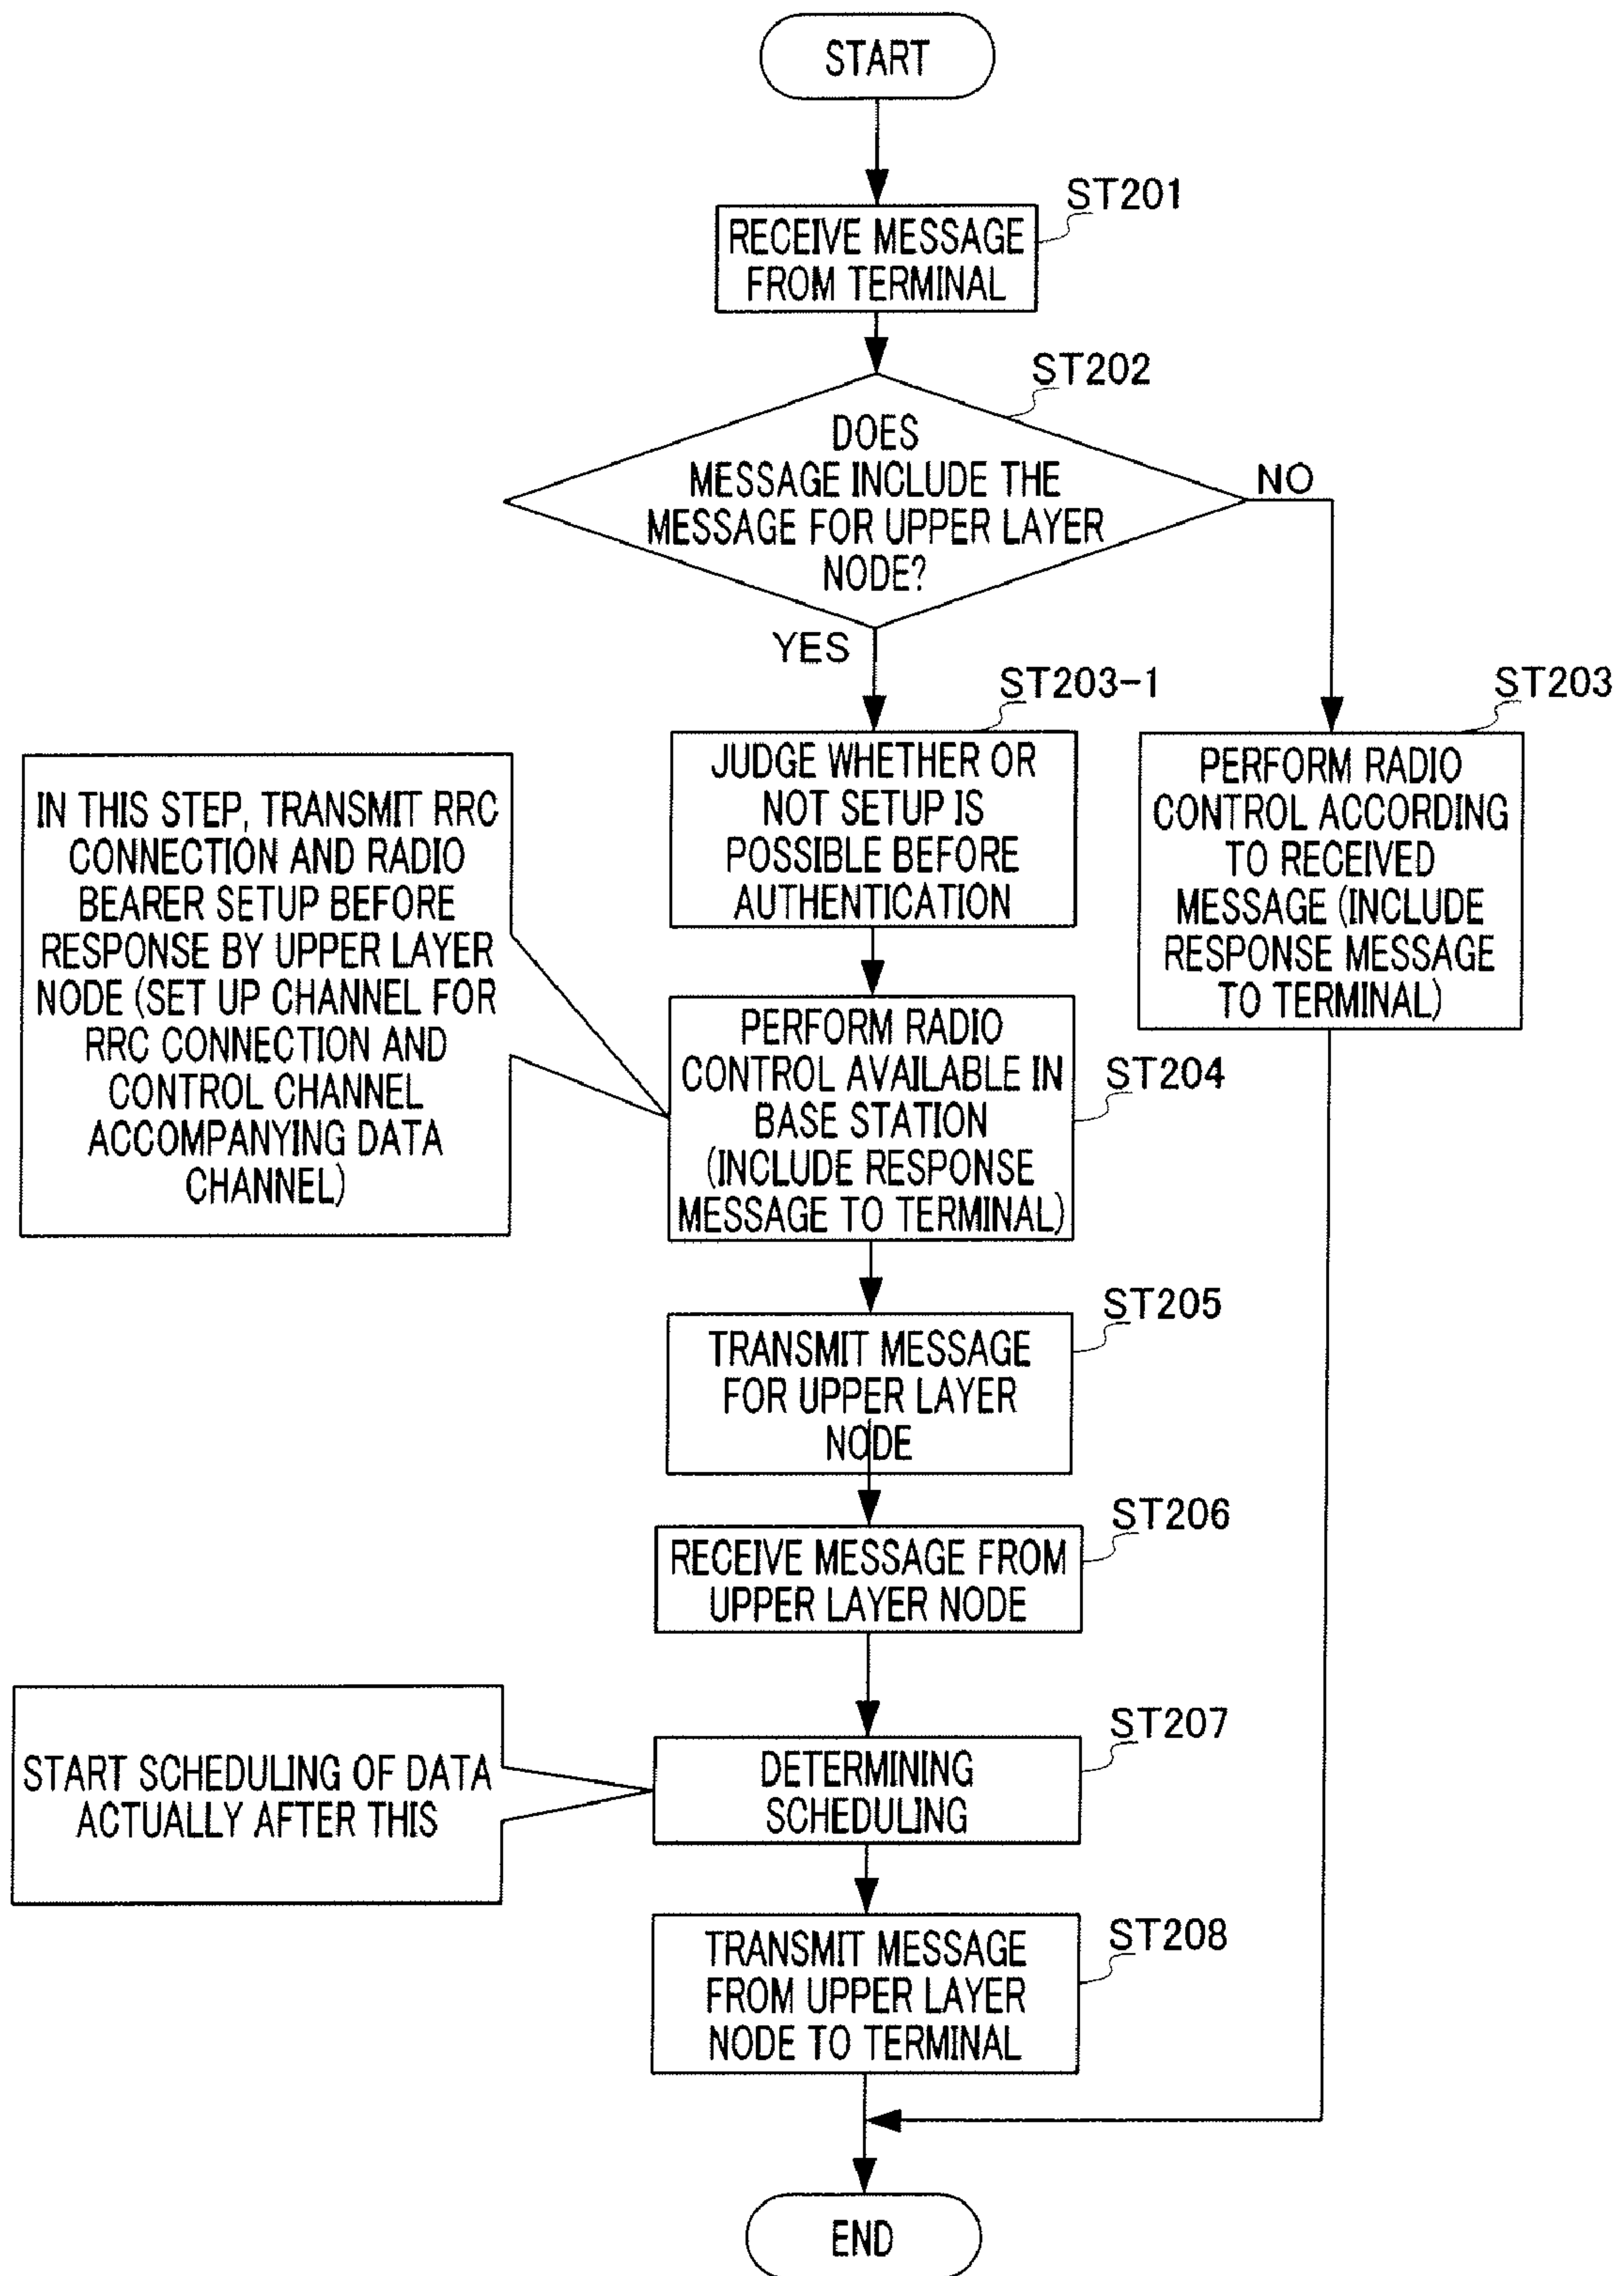 START
ST201
RECEIVE MESSAGE
FROM TERMINAL
ST202
DOES
MESSAGE INCLUDE THE
MESSAGE FOR UPPER LAYER
NODE?
NO
YES
ST203-1
JUDGE WHETHER OR
NOT SETUP IS
POSSIBLE BEFORE
AUTHENTICATION
ST203
PERFORM RADIO
CONTROL ACCORDING
TO RECEIVED
MESSAGE (INCLUDE
RESPONSE MESSAGE
TO TERMINAL)
IN THIS STEP, TRANSMIT RRC
CONNECTION AND RADIO
BEARER SETUP BEFORE
RESPONSE BY UPPER LAYER
NODE (SET UP CHANNEL FOR
RRC CONNECTION AND
CONTROL CHANNEL
ACCOMPANYING DATA
CHANNEL)
PERFORM RADIO
CONTROL AVAILABLE IN
BASE STATION
(INCLUDE RESPONSE
MESSAGE TO TERMINAL)
ST204
ST205
TRANSMIT MESSAGE
FOR UPPER LAYER
NODE
ST206
RECEIVE MESSAGE FROM
UPPER LAYER NODE
START SCHEDULING OF DATA
ACTUALLY AFTER THIS
ST207
DETERMINING
SCHEDULING
ST208
TRANSMIT MESSAGE
FROM UPPER LAYER
NODE TO TERMINAL
END